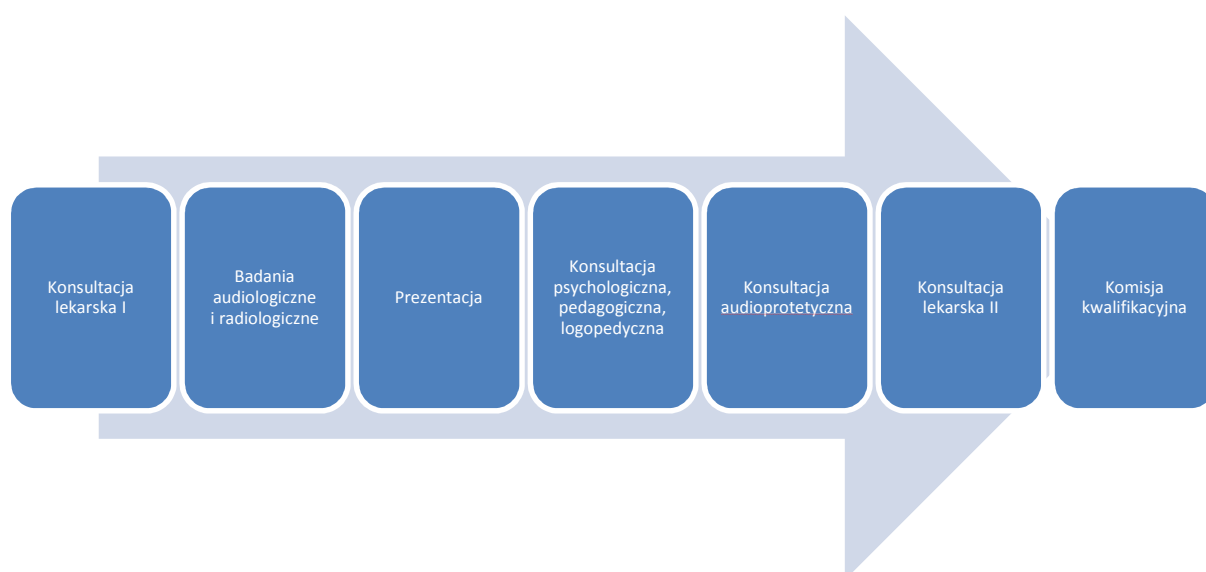 Konsultacja
lekarska I
Badania
audiologiczne
i radiologiczne
Prezentacja
Konsultacja
psychologiczna,
pedagogiczna,
logopedyczna
Konsultacja
audioprotetyczna
Konsultacja
lekarska II
Komisja
kwalifikacyjna